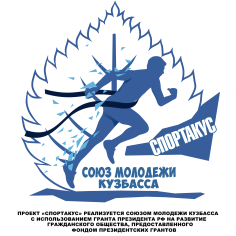 СПОРТАКУС
СОЮЗ МОЛОДЕЖИ
КУЗБАССА
ПРОЕКТ «СПОРТАКУС» РЕАЛИЗУЕТСЯ СОЮЗОМ МОЛОДЕЖИ КУЗБАССА
С ИСПОЛЬЗОВАНИЕМ ГРАНТА ПРЕЗИДЕНТА РФ НА РАЗВИТИЕ
ГРАЖДАНСКОГО ОБЩЕСТВА, ПРЕДОСТАВЛЕННОГО
ФОНДОМ ПРЕЗИДЕНТСКИХ ГРАНТОВ